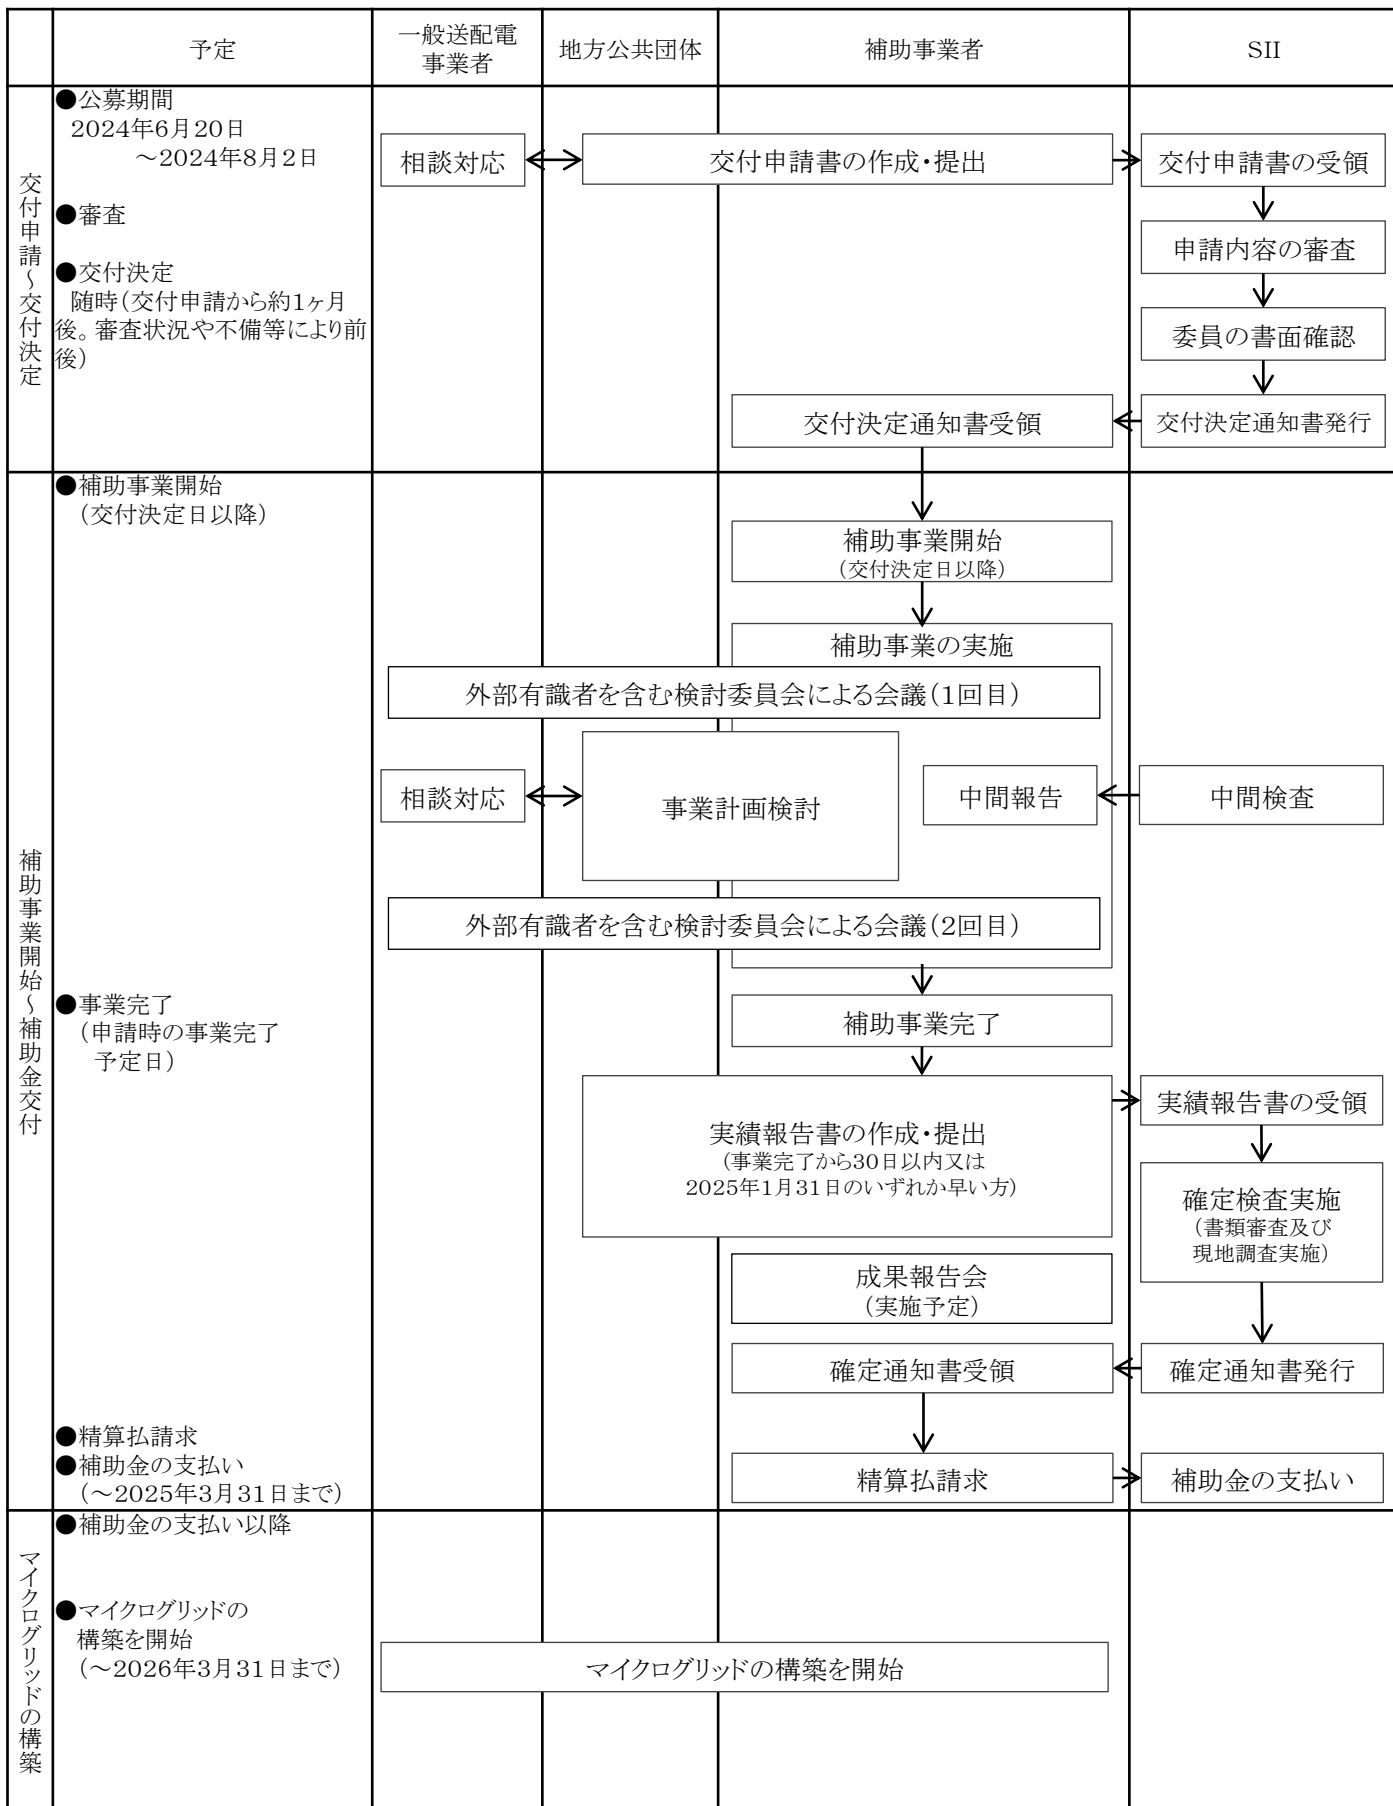 予定
一般送配電
事業者
地方公共団体
補助事業者
SII
交付申請～交付決定
●公募期間
2024年6月20日
～2024年8月2日
●審査
●交付決定
随時(交付申請から約1ヶ月
後。審査状況や不備等により前
後)
相談対応
交付申請書の作成・提出
交付申請書の受領
申請内容の審査
委員の書面確認
交付決定通知書受領
交付決定通知書発行
補助事業開始～補助金交付
●補助事業開始
(交付決定日以降)
補助事業開始
(交付決定日以降)
補助事業の実施
外部有識者を含む検討委員会による会議(1回目)
相談対応
事業計画検討
中間報告
中間検査
外部有識者を含む検討委員会による会議(2回目)
●事業完了
(申請時の事業完了
予定日)
補助事業完了
実績報告書の作成・提出
(事業完了から30日以内又は
2025年1月31日のいずれか早い方)
実績報告書の受領
確定検査実施
(書類審査及び
現地調査実施)
成果報告会
(実施予定)
確定通知書受領
確定通知書発行
●精算払請求
●補助金の支払い
(～2025年3月31日まで)
精算払請求
補助金の支払い
マイクログリッドの構築
●補助金の支払い以降
●マイクログリッドの
構築を開始
(～2026年3月31日まで)
マイクログリッドの構築を開始